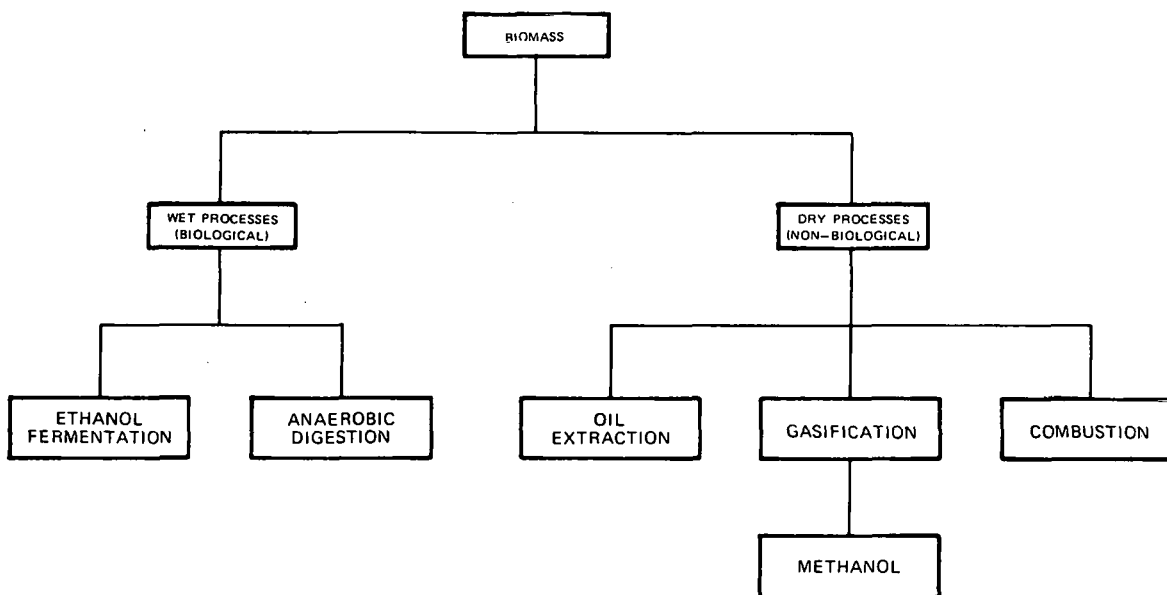 BIOMASS
WET PROCESSES
(BIOLOGICAL)
DRY PROCESSES
(NON-BIOLOGICAL)
ETHANOL
FERMENTATION
ANAEROBIC
DIGESTION
OIL
EXTRACTION
GASIFICATION
COMBUSTION
METHANOL